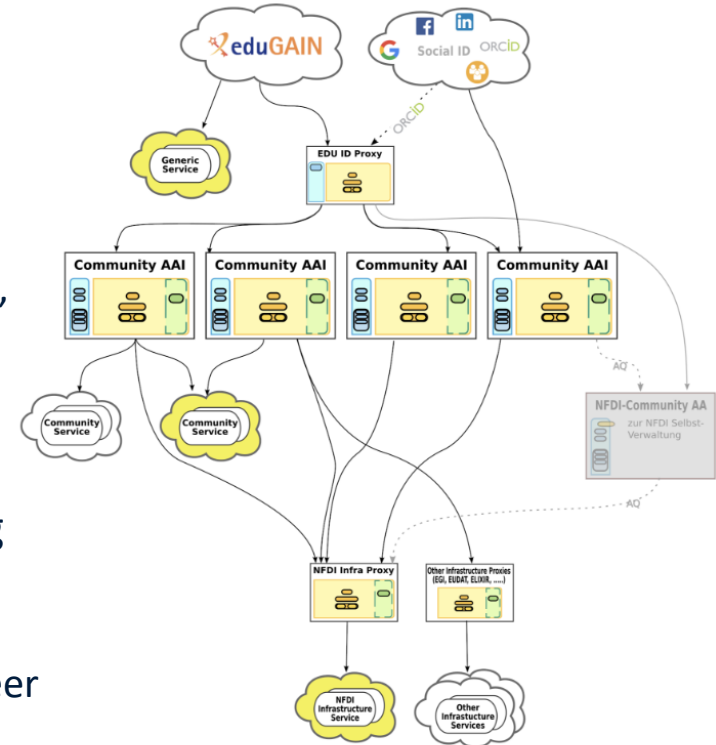 eduGAIN
Social ID
ORCID
ORCID
EDU ID Proxy
Generic
Service
Community AAI
Community AAI
Community AAI
Community AAI
,
AQ
NFDI-Community AA
zur NFDI Selbst-
Verwaltung
Community
Service
Community
Service
AQ
g
NFDI Infra Proxy
Other Infrastructure Proxies
(EGI, EUDAT, ELIXIR, .....)
eer
NFDI
Infrastructure
Service
Other
Infrastucture
Services